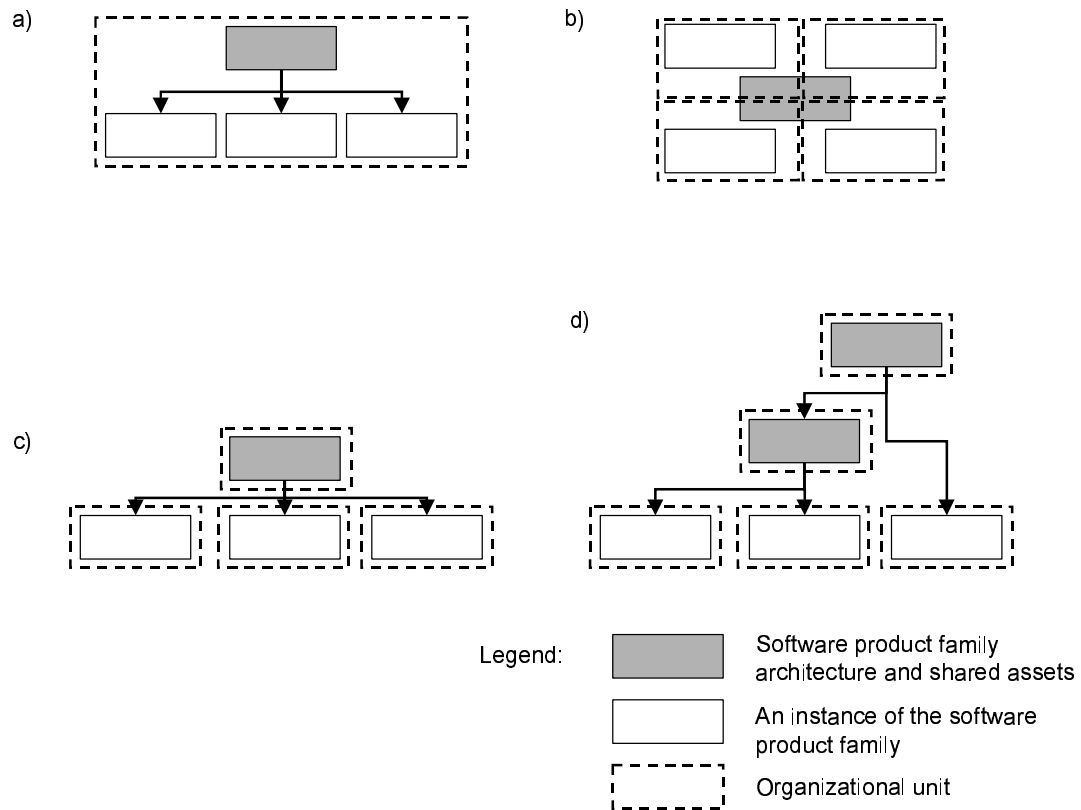 a)
b)
c)
d)
Legend:
Software product family
architecture and shared assets
An instance of the software
product family
Organizational unit